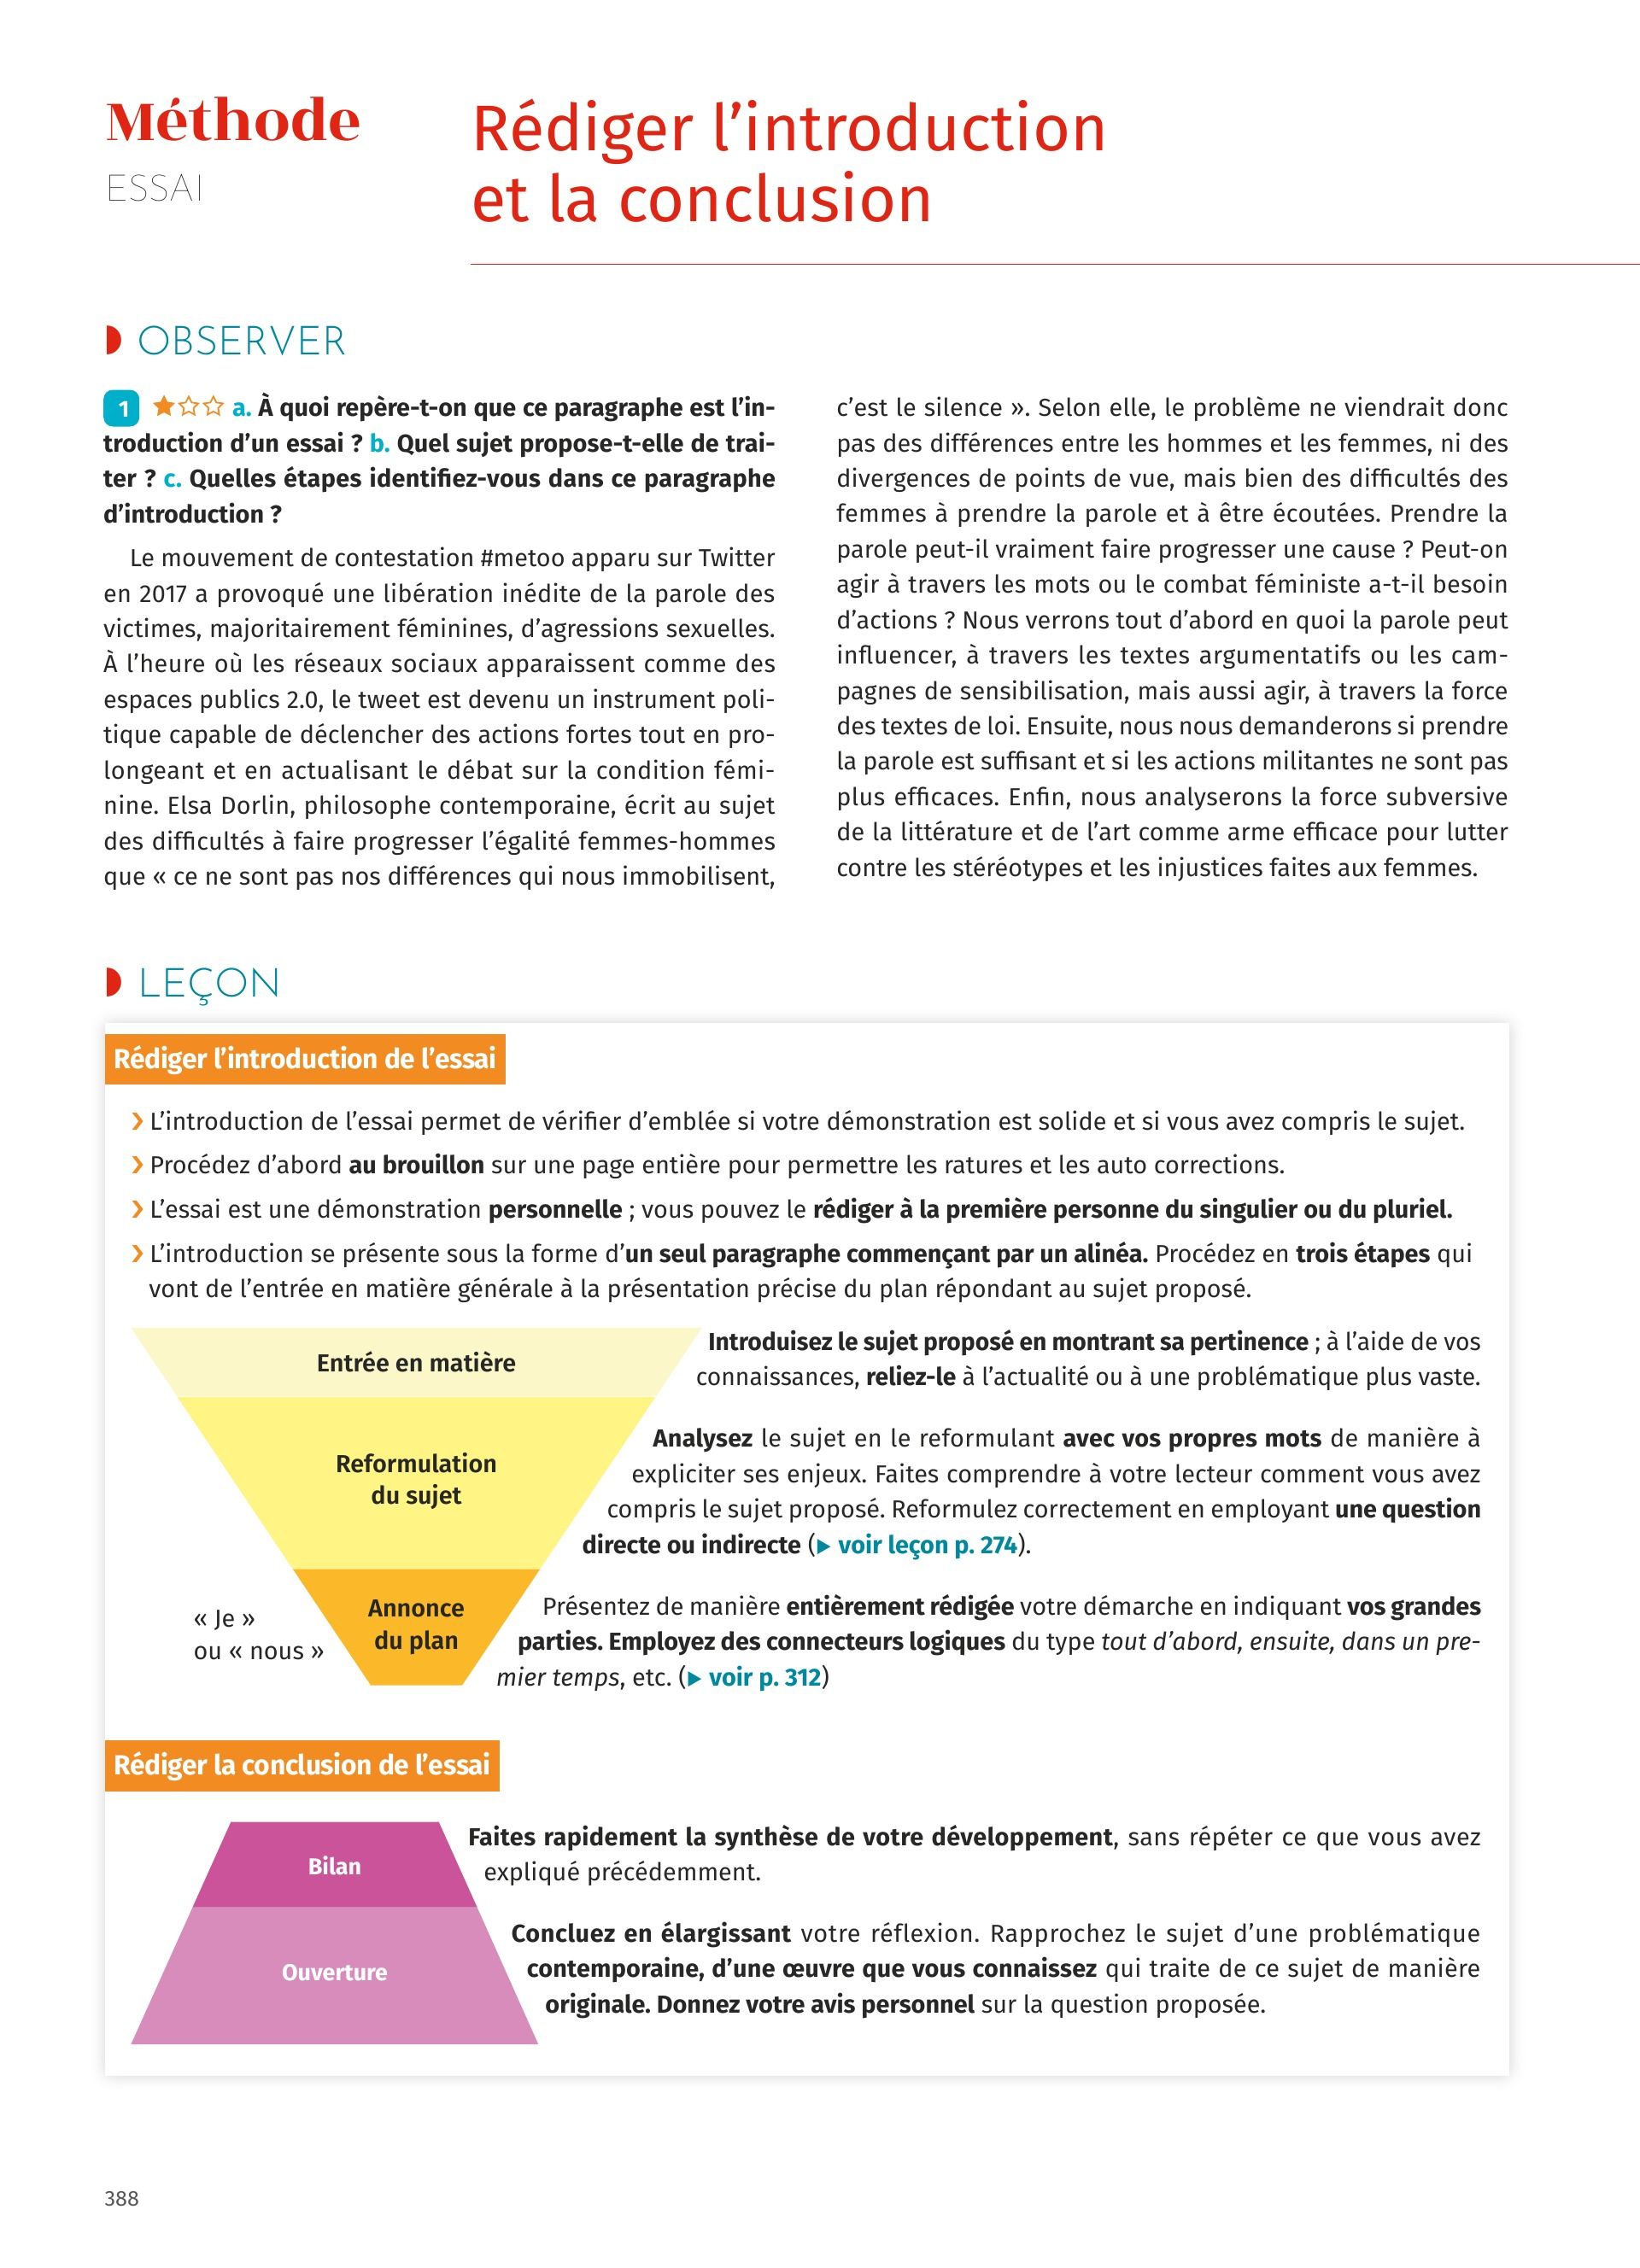 Méthode
ESSAI
Rédiger l’introduction
et la conclusion
OBSERVER
1 a. À quoi repère-t-on que ce paragraphe est l’in-
troduction d’un essai ? b. Quel sujet propose-t-elle de trai-
ter ? c. Quelles étapes identifiez-vous dans ce paragraphe
d’introduction ?
Le mouvement de contestation #metoo apparu sur Twitter
en 2017 a provoqué une libération inédite de la parole des
victimes, majoritairement féminines, d’agressions sexuelles.
À l’heure où les réseaux sociaux apparaissent comme des
espaces publics 2.0, le tweet est devenu un instrument poli-
tique capable de déclencher des actions fortes tout en pro-
longeant et en actualisant le débat sur la condition fémi-
nine. Elsa Dorlin, philosophe contemporaine, écrit au sujet
des difficultés à faire progresser l’égalité femmes-hommes
que « ce ne sont pas nos différences qui nous immobilisent,
c’est le silence ». Selon elle, le problème ne viendrait donc
pas des différences entre les hommes et les femmes, ni des
divergences de points de vue, mais bien des difficultés des
femmes à prendre la parole et à être écoutées. Prendre la
parole peut-il vraiment faire progresser une cause ? Peut-on
agir à travers les mots ou le combat féministe a-t-il besoin
d’actions ? Nous verrons tout d’abord en quoi la parole peut
influencer, à travers les textes argumentatifs ou les cam-
pagnes de sensibilisation, mais aussi agir, à travers la force
des textes de loi. Ensuite, nous nous demanderons si prendre
la parole est suffisant et si les actions militantes ne sont pas
plus efficaces. Enfin, nous analyserons la force subversive
de la littérature et de l’art comme arme efficace pour lutter
contre les stéréotypes et les injustices faites aux femmes.
LEÇON
Rédiger l’introduction de l’essai
› L’introduction de l’essai permet de vérifier d’emblée si votre démonstration est solide et si vous avez compris le sujet.
› Procédez d’abord au brouillon sur une page entière pour permettre les ratures et les auto corrections.
› L’essai est une démonstration personnelle ; vous pouvez le rédiger à la première personne du singulier ou du pluriel.
› L’introduction se présente sous la forme d’un seul paragraphe commençant par un alinéa. Procédez en trois étapes qui
vont de l’entrée en matière générale à la présentation précise du plan répondant au sujet proposé.
Entrée en matière
Introduisez le sujet proposé en montrant sa pertinence ; à l’aide de vos
connaissances, reliez-le à l’actualité ou à une problématique plus vaste.
Reformulation
du sujet
Analysez le sujet en le reformulant avec vos propres mots de manière à
expliciter ses enjeux. Faites comprendre à votre lecteur comment vous avez
compris le sujet proposé. Reformulez correctement en employant une question
directe ou indirecte (▶ voir leçon p. 274).
« Je »
ou « nous »
Annonce
du plan
Présentez de manière entièrement rédigée votre démarche en indiquant vos grandes
parties. Employez des connecteurs logiques du type tout d’abord, ensuite, dans un pre-
mier temps, etc. (▶ voir p. 312)
Rédiger la conclusion de l’essai
Bilan
Faites rapidement la synthèse de votre développement, sans répéter ce que vous avez
expliqué précédemment.
Ouverture
Concluez en élargissant votre réflexion. Rapprochez le sujet d’une problématique
contemporaine, d’une œuvre que vous connaissez qui traite de ce sujet de manière
originale. Donnez votre avis personnel sur la question proposée.
388